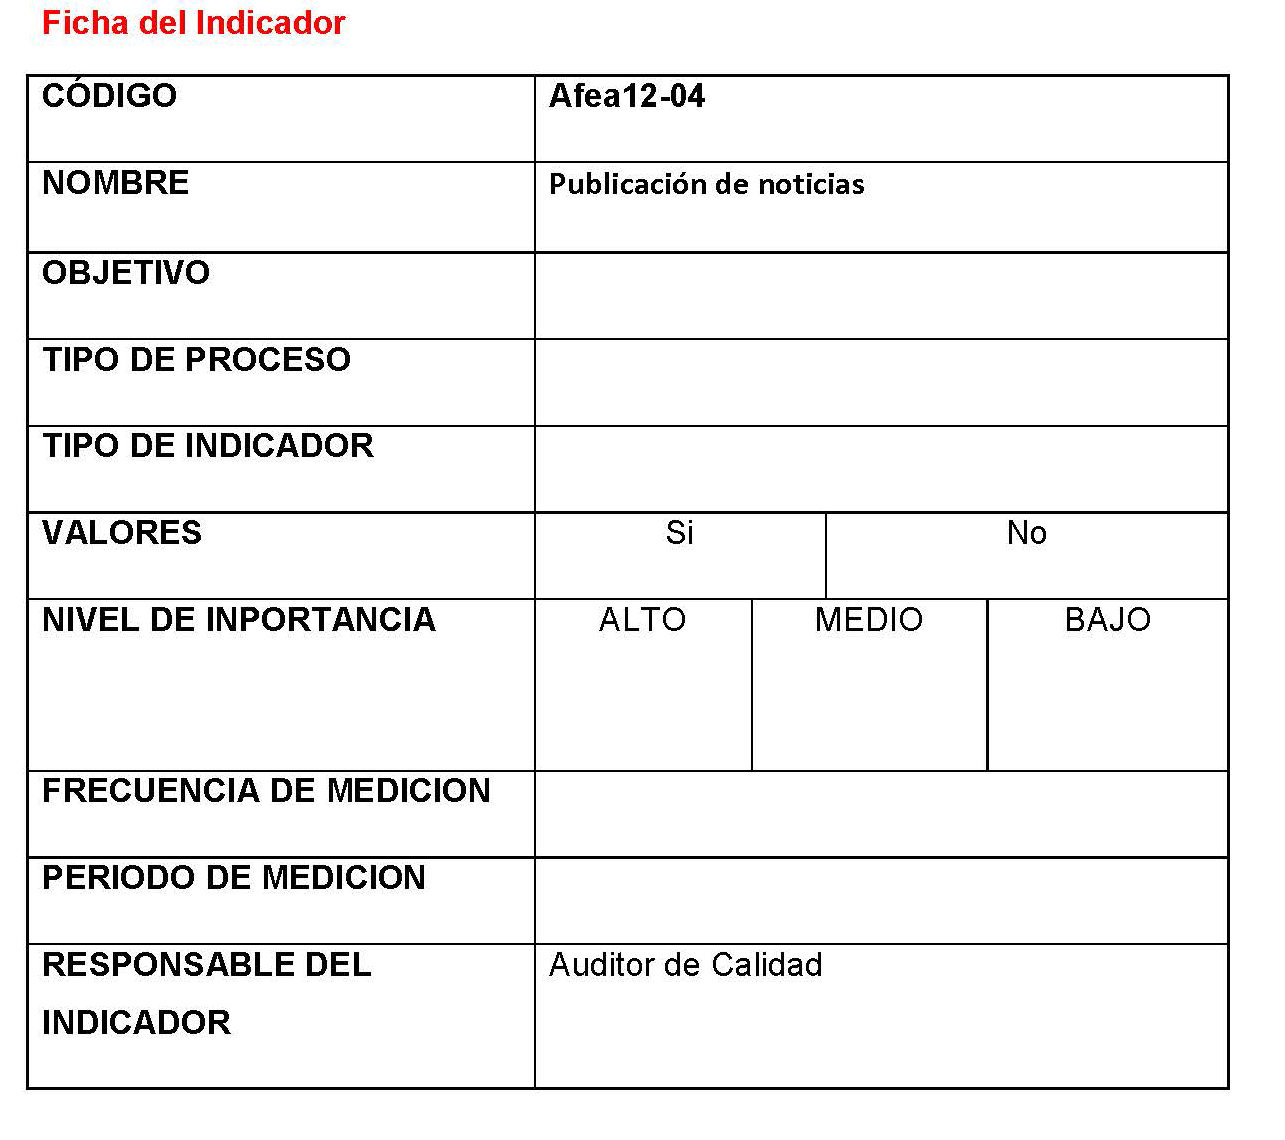 Ficha del Indicador
CÓDIGO Afea12-04
NOMBRE Publicación de noticias
OBJETIVO
TIPO DE PROCESO
TIPO DE INDICADOR
VALORES Si No
NIVEL DE INPORTANCIA ALTO MEDIO BAJO
FRECUENCIA DE MEDICION
PERIODO DE MEDICION
RESPONSABLE DEL Auditor de Calidad
INDICADOR